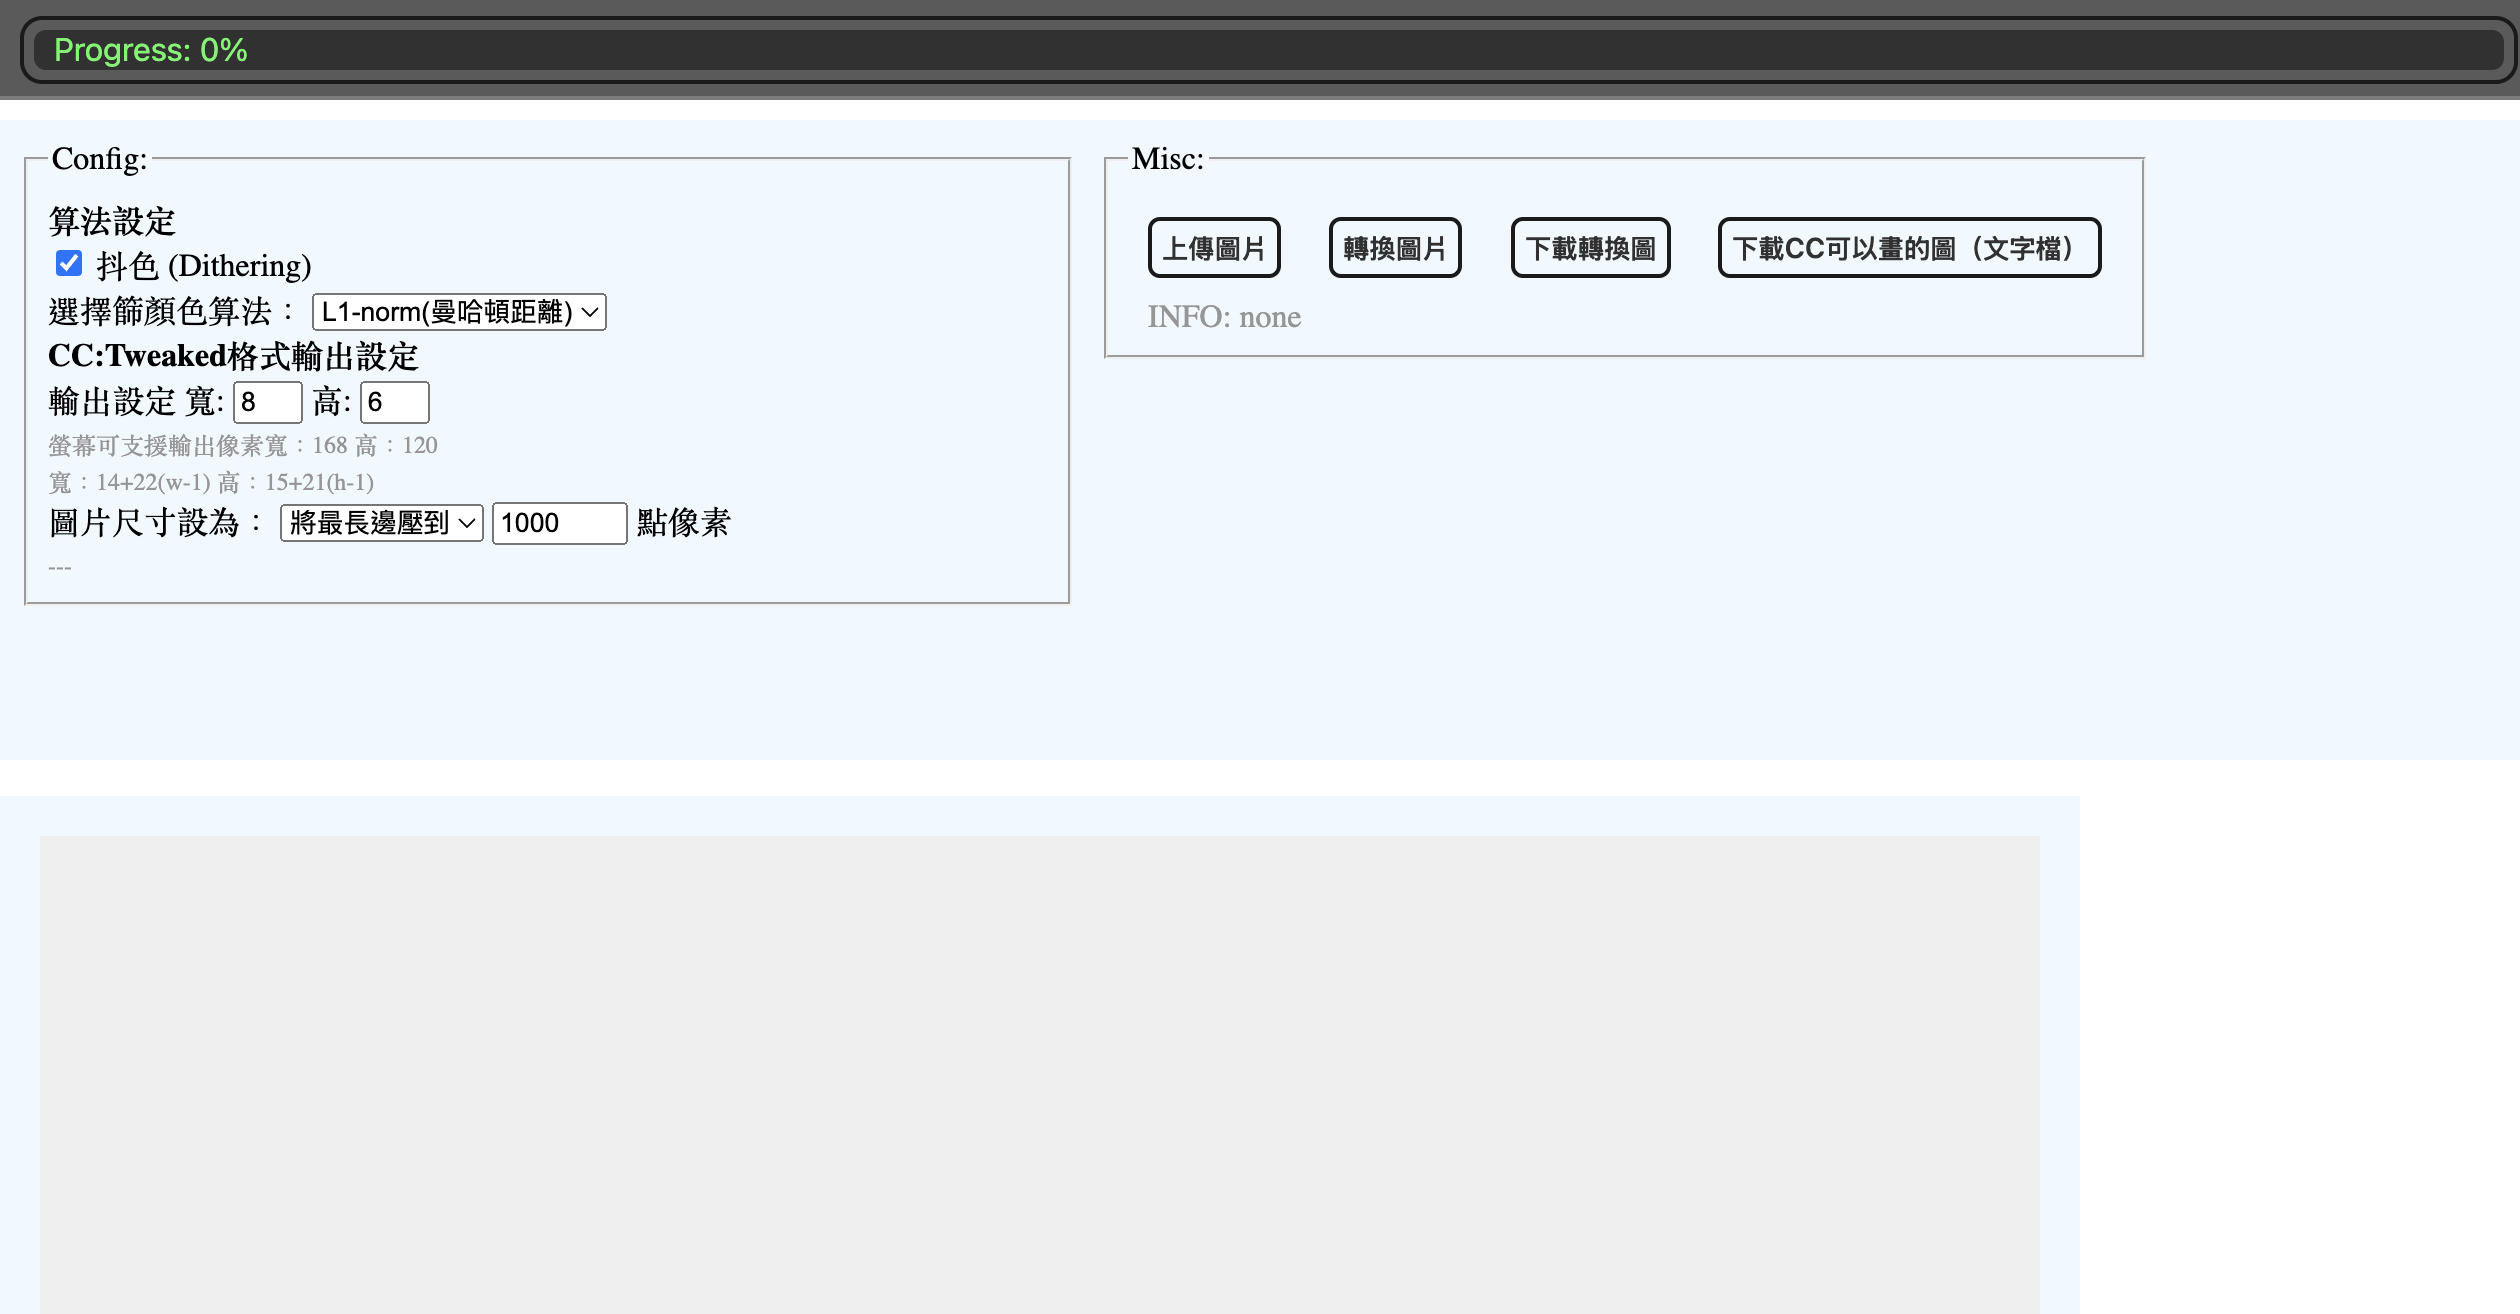 Progress: 0%
Config:
算法設定
抖色 (Dithering)
選擇篩顏色算法： L1-norm(曼哈頓距離)
CC:Tweaked格式輸出設定
輸出設定 寬: 8 高: 6
螢幕可支援輸出像素寬：168 高：120
寬：14+22(w-1) 高：15+21(h-1)
圖片尺寸設為： 將最長邊壓到 1000 點像素
---
Misc:
上傳圖片 轉換圖片 下載轉換圖 下載CC可以畫的圖（文字檔）
INFO: none